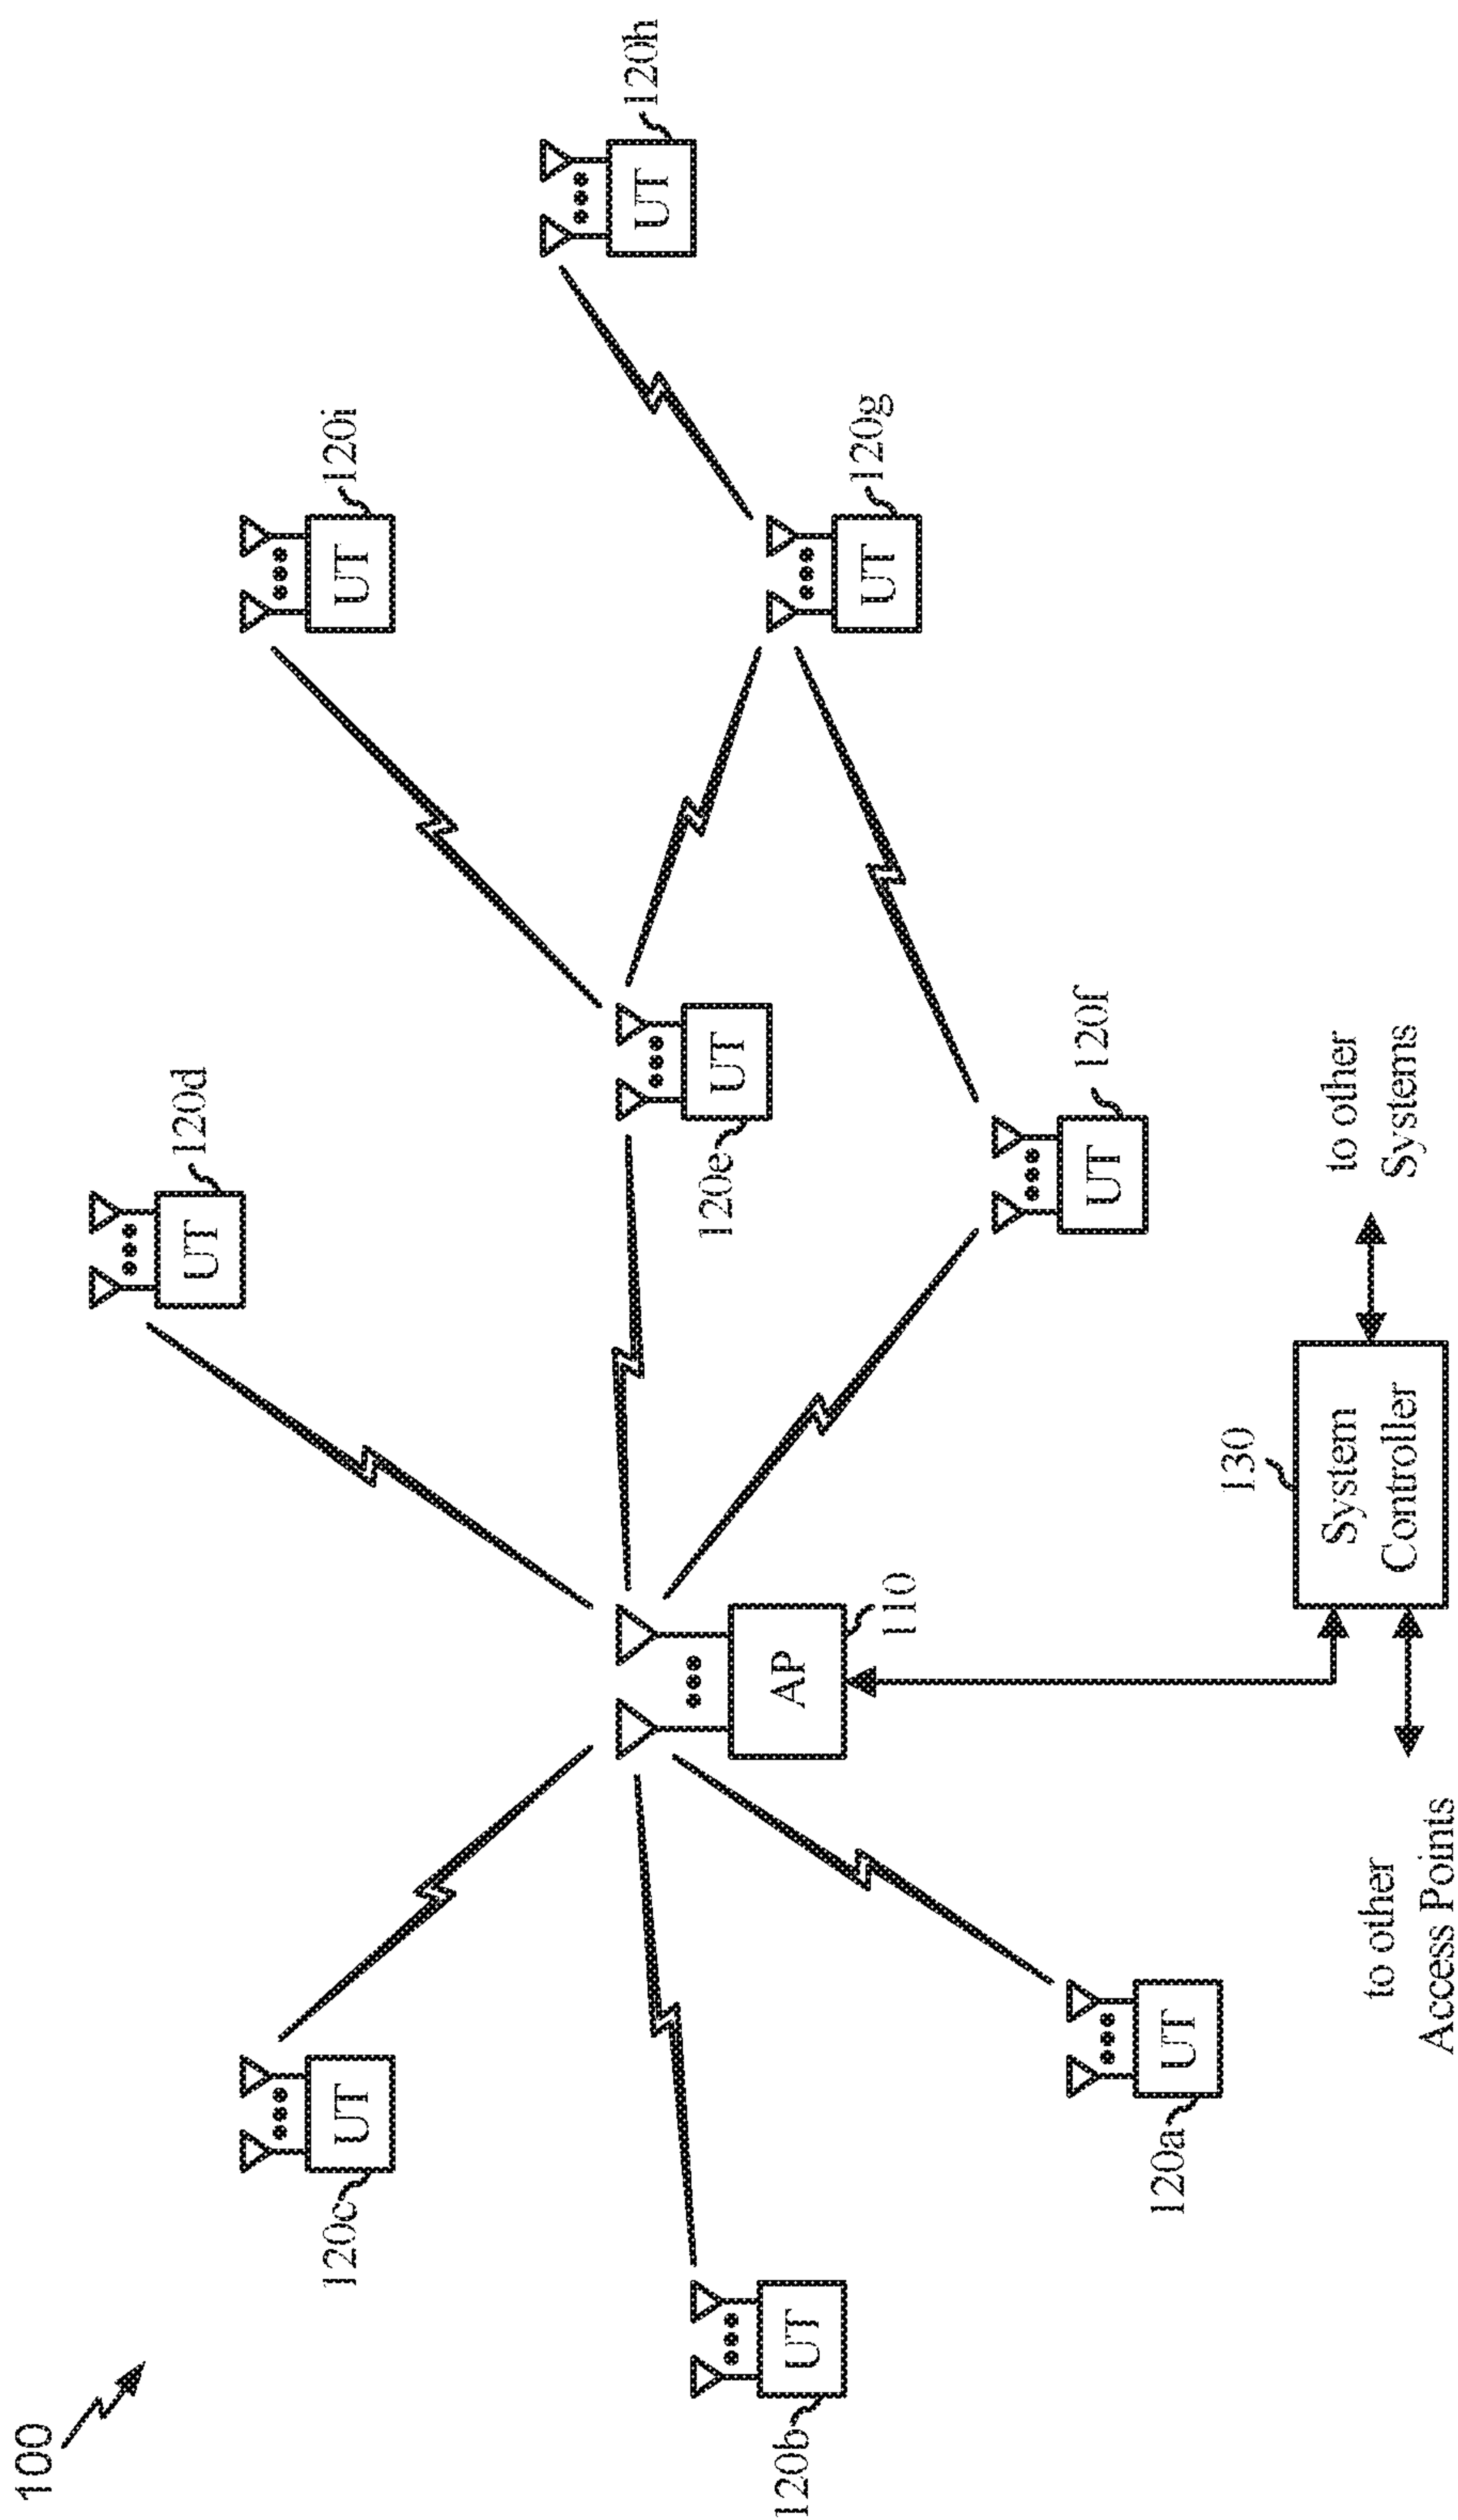 100
UT
120d
UT
120c
UT
120i
UT
120h
UT
120e
UT
120b
AP
110
UT
120g
UT
120f
UT
120a
130
System
Controller
to other
Systems
to other
Access Points